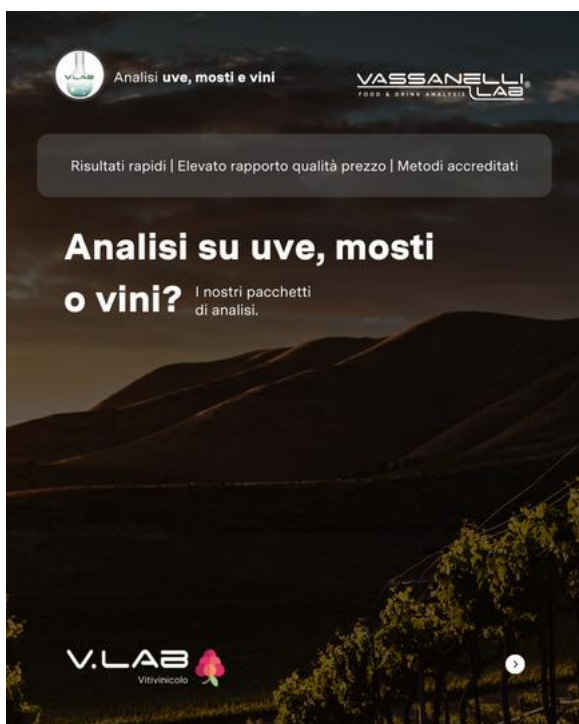 V.LAB
Analisi uve, mosti e vini
VASSANELLI
FOOD & DRINK ANALYSIS LAB®
Risultati rapidi | Elevato rapporto qualità prezzo | Metodi accreditati
Analisi su uve, mosti
o vini? I nostri pacchetti
di analisi.
V.LAB
Vitivinicolo